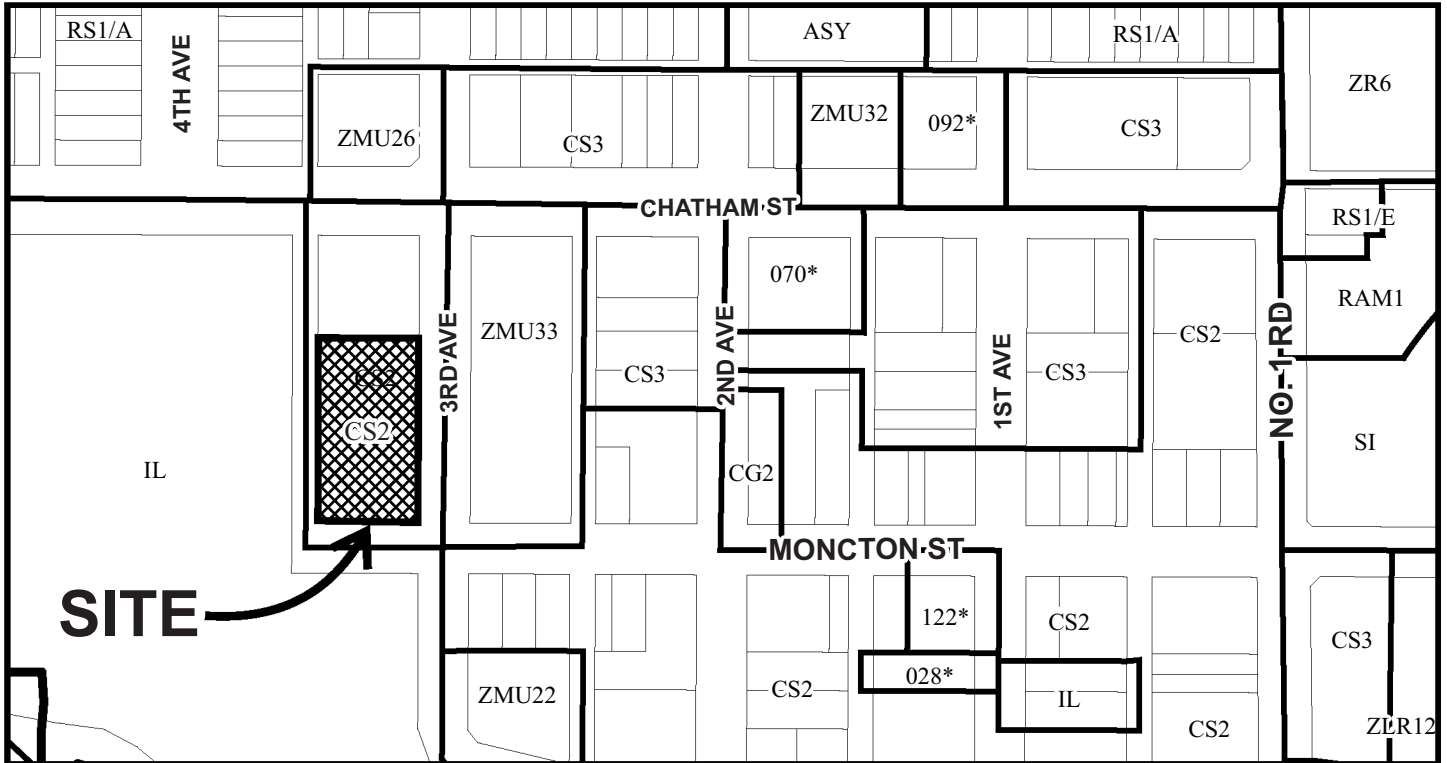 RS1/A
4TH AVE
ASY
RS1/A
ZR6
ZMU26
CS3
ZMU32
092*
CS3
CHATHAM ST
RS1/E
070*
RAM1
3RD AVE
ZMU33
2ND AVE
CS3
1ST AVE
CS3
CS2
NO. 1 RD
CS2
CS2
IL
CG2
SI
MONCTON ST
SITE
122*
CS2
CS3
028*
ZMU22
CS2
IL
CS2
ZLR12